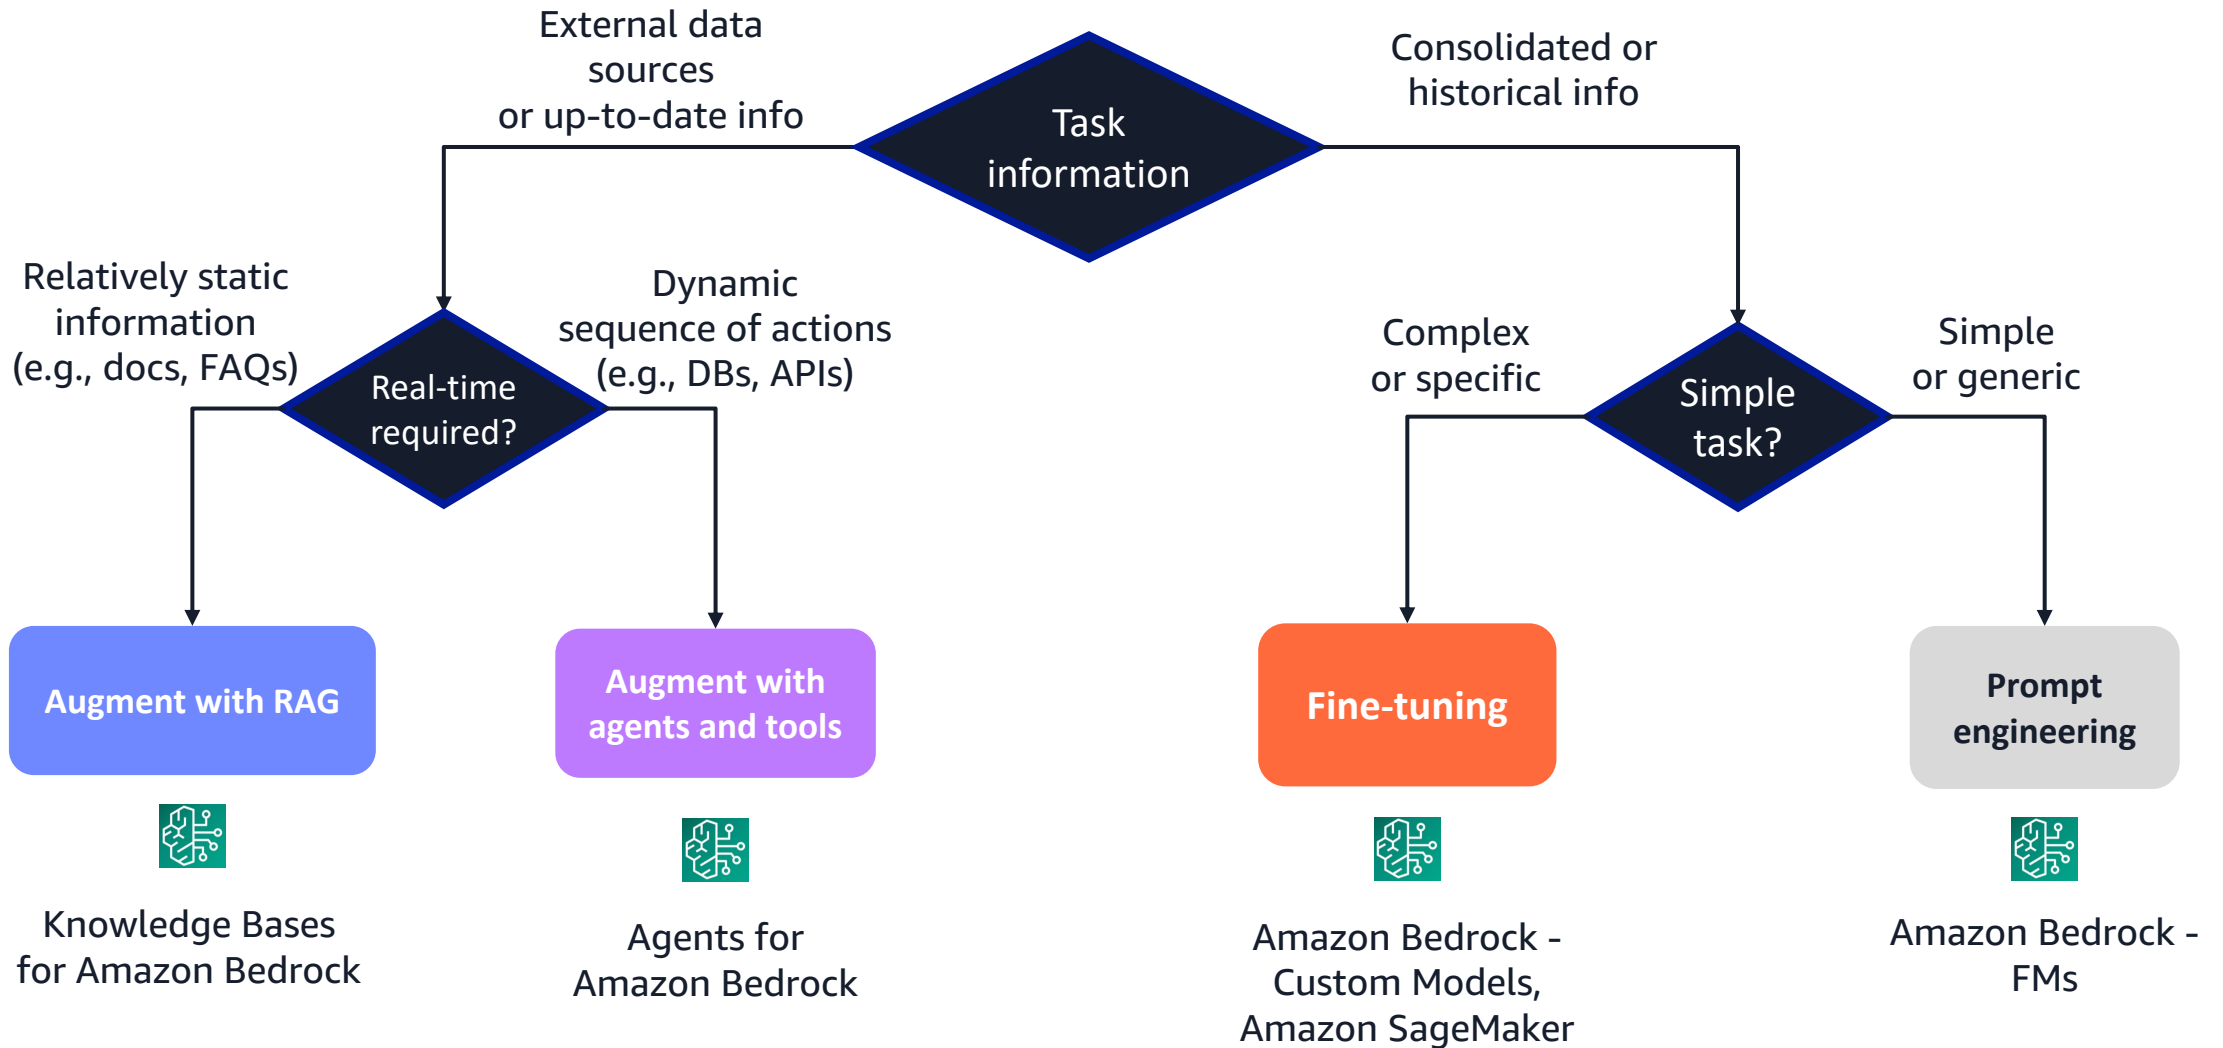 External data
sources
or up-to-date info
Task
information
Consolidated or
historical info
Relatively static
information
(e.g., docs, FAQs)
Real-time
required?
Dynamic
sequence of actions
(e.g., DBs, APIs)
Complex
or specific
Simple
task?
Simple
or generic
Augment with RAG
Augment with
agents and tools
Fine-tuning
Prompt
engineering
Knowledge Bases
for Amazon Bedrock
Agents for
Amazon Bedrock
Amazon Bedrock -
Custom Models,
Amazon SageMaker
Amazon Bedrock -
FMs